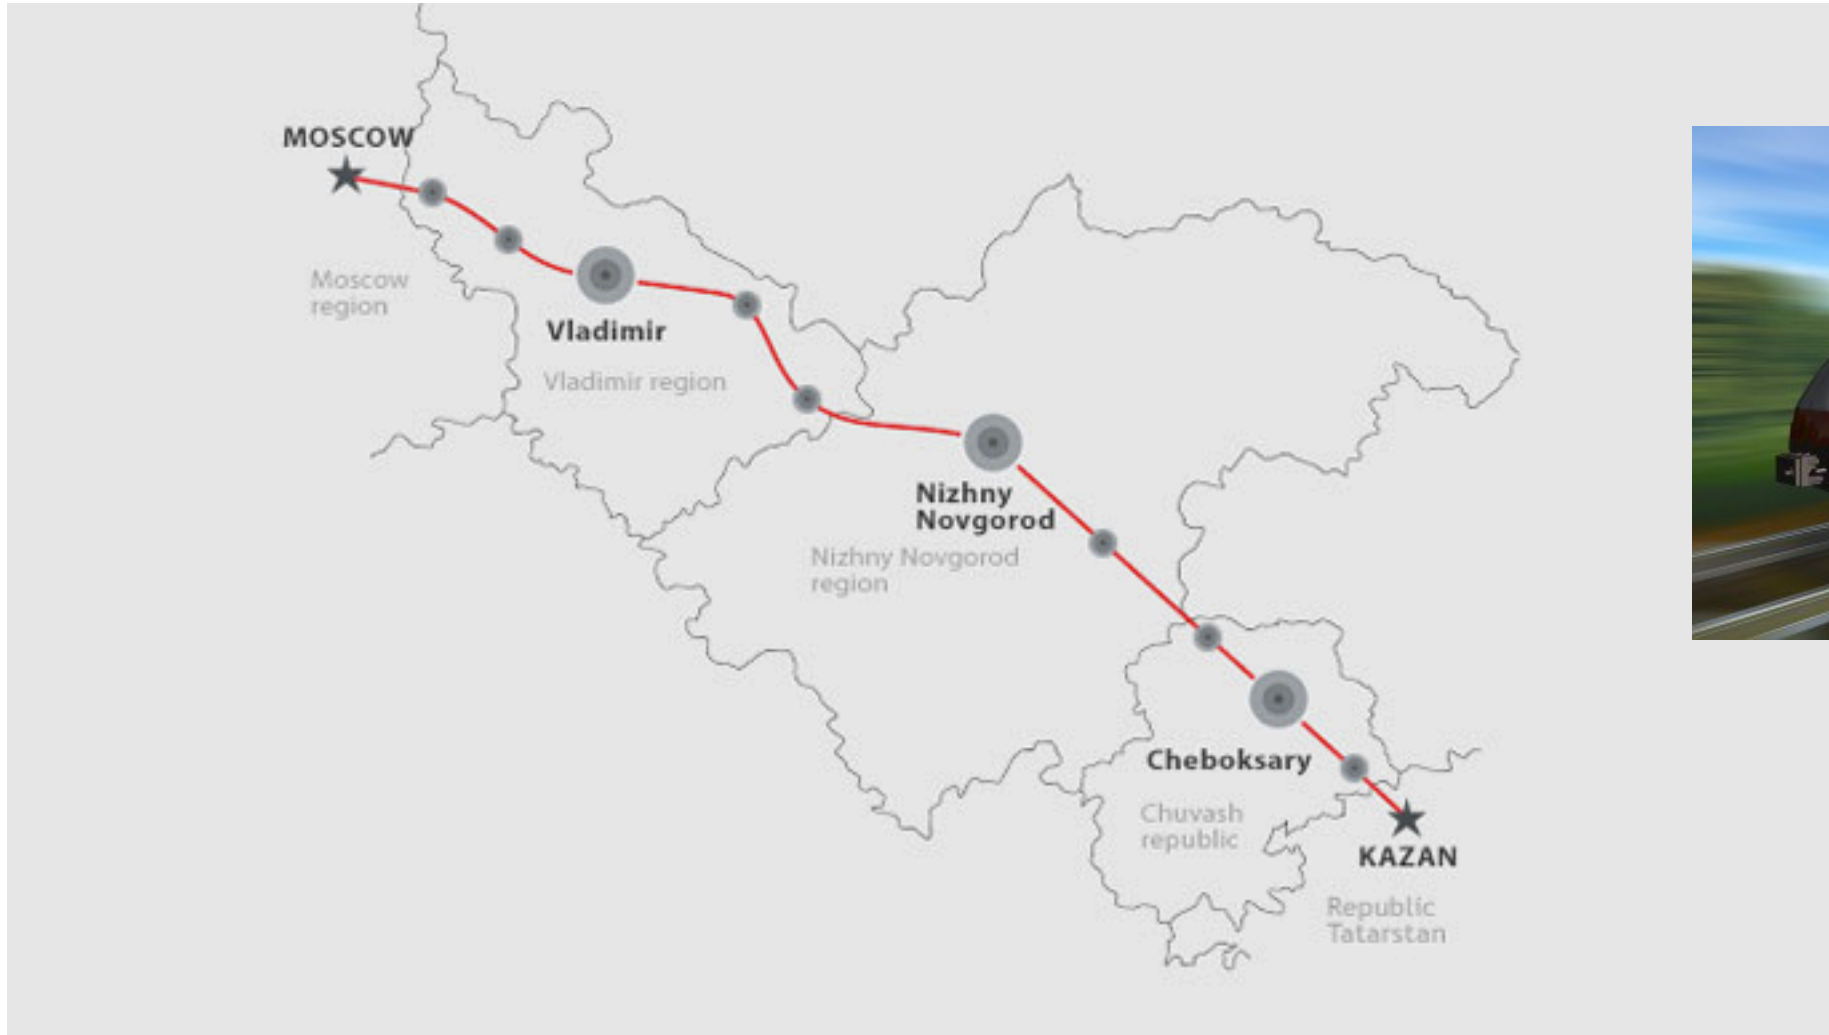 MOSCOW
Moscow
region
Vladimir
Vladimir region
Nizhny
Novgorod
Nizhny Novgorod
region
Cheboksary
Chuvash
republic
KAZAN
Republic
Tatarstan